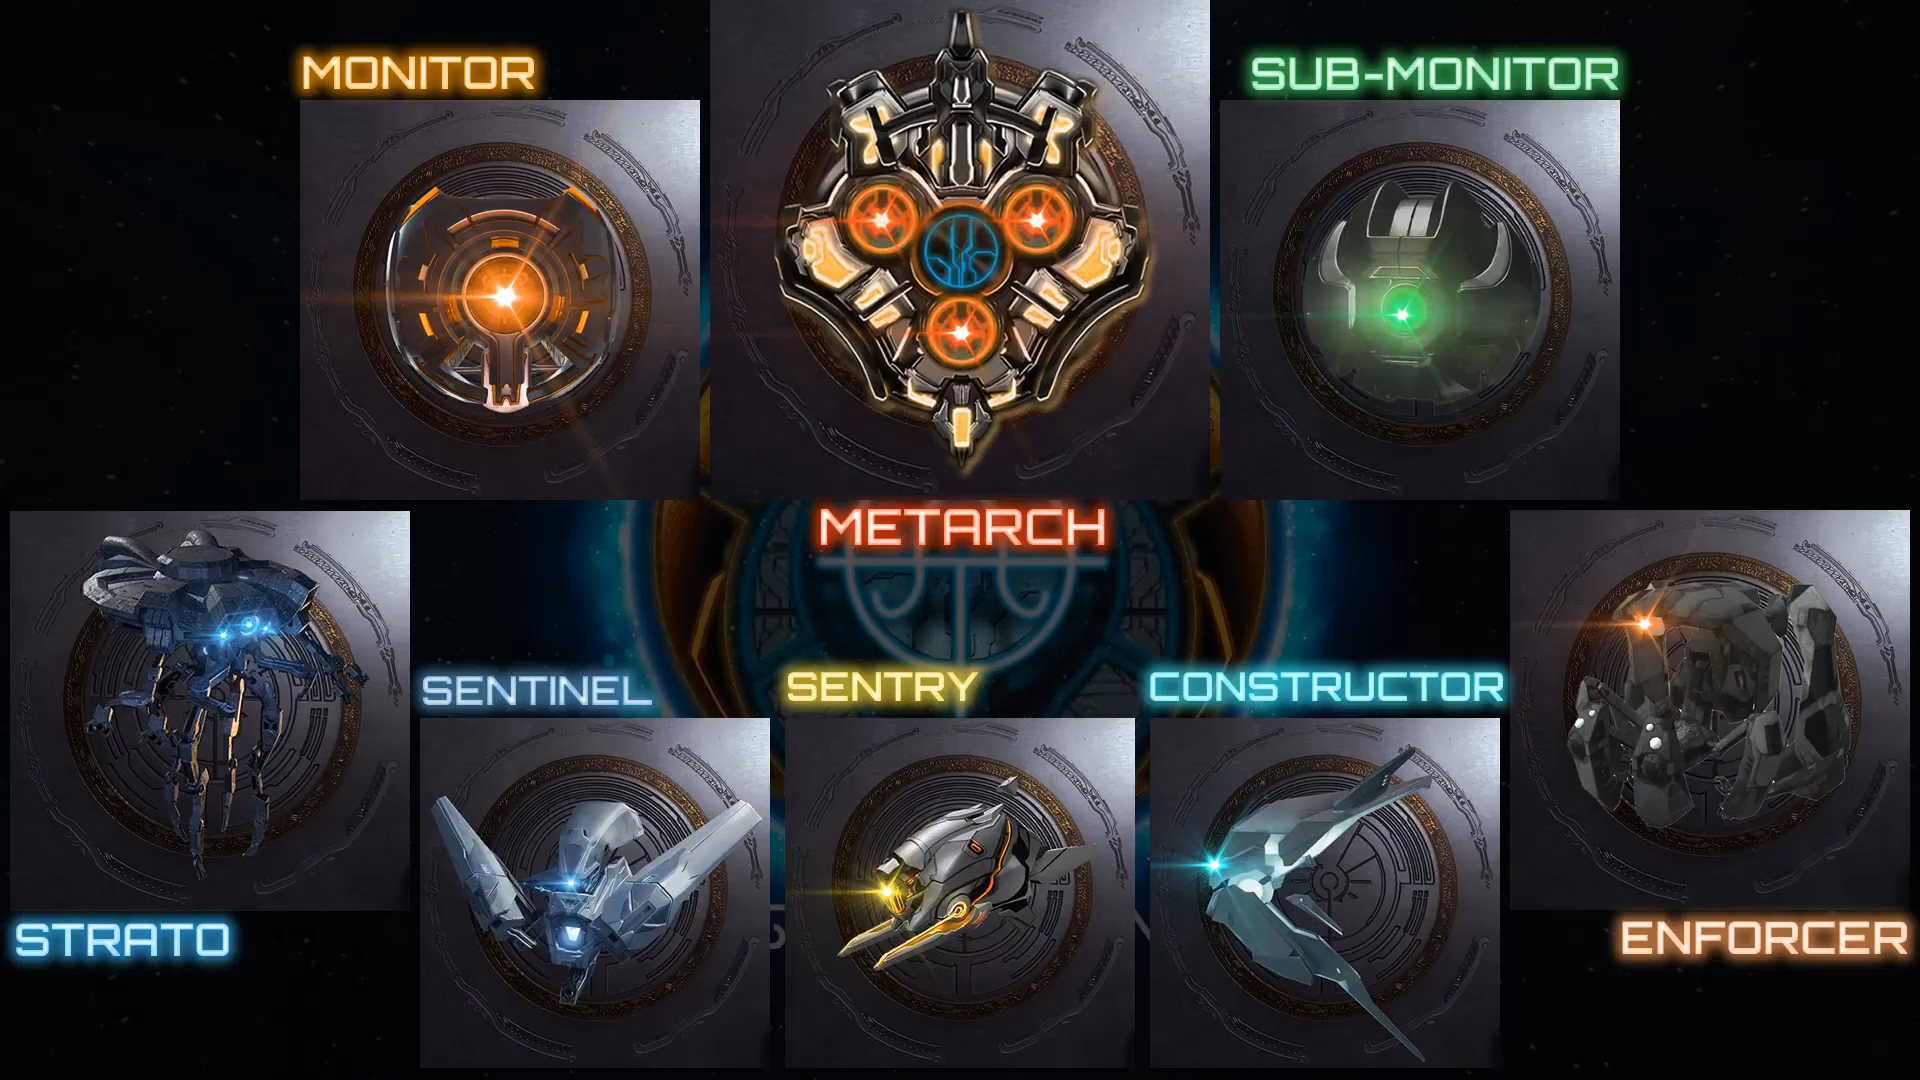 MONITOR
SUB-MONITOR
METARCH
SENTINEL
SENTRY
CONSTRUCTOR
STRATO
ENFORCER